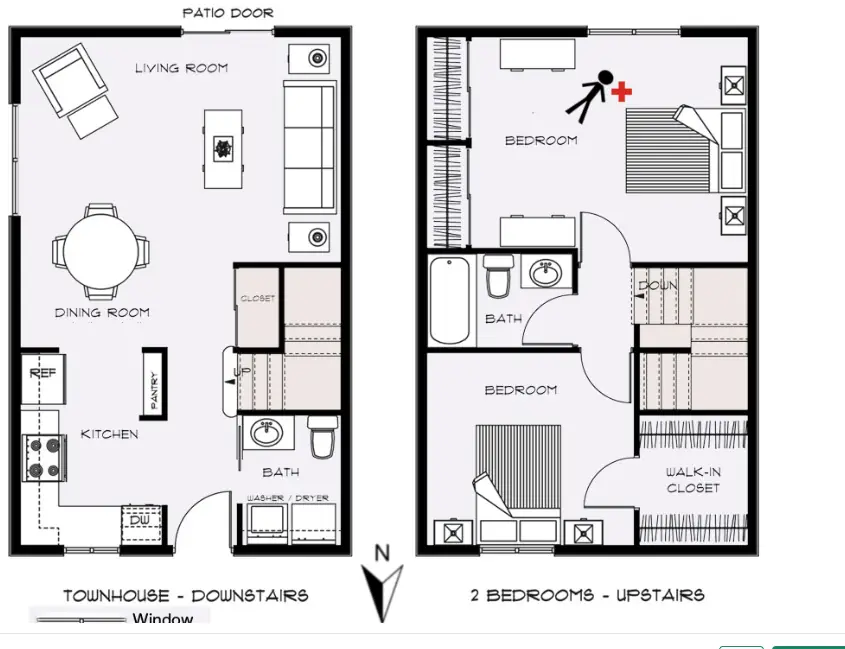 PATIO DOOR
LIVING ROOM
DINING ROOM
CLOSET
UP
REF
PANTRY
KITCHEN
BATH
WASHER / DRYER
DW
TOWNHOUSE - DOWNSTAIRS
Window
N
BEDROOM
DOWN
BATH
BEDROOM
WALK-IN
CLOSET
2 BEDROOMS - UPSTAIRS